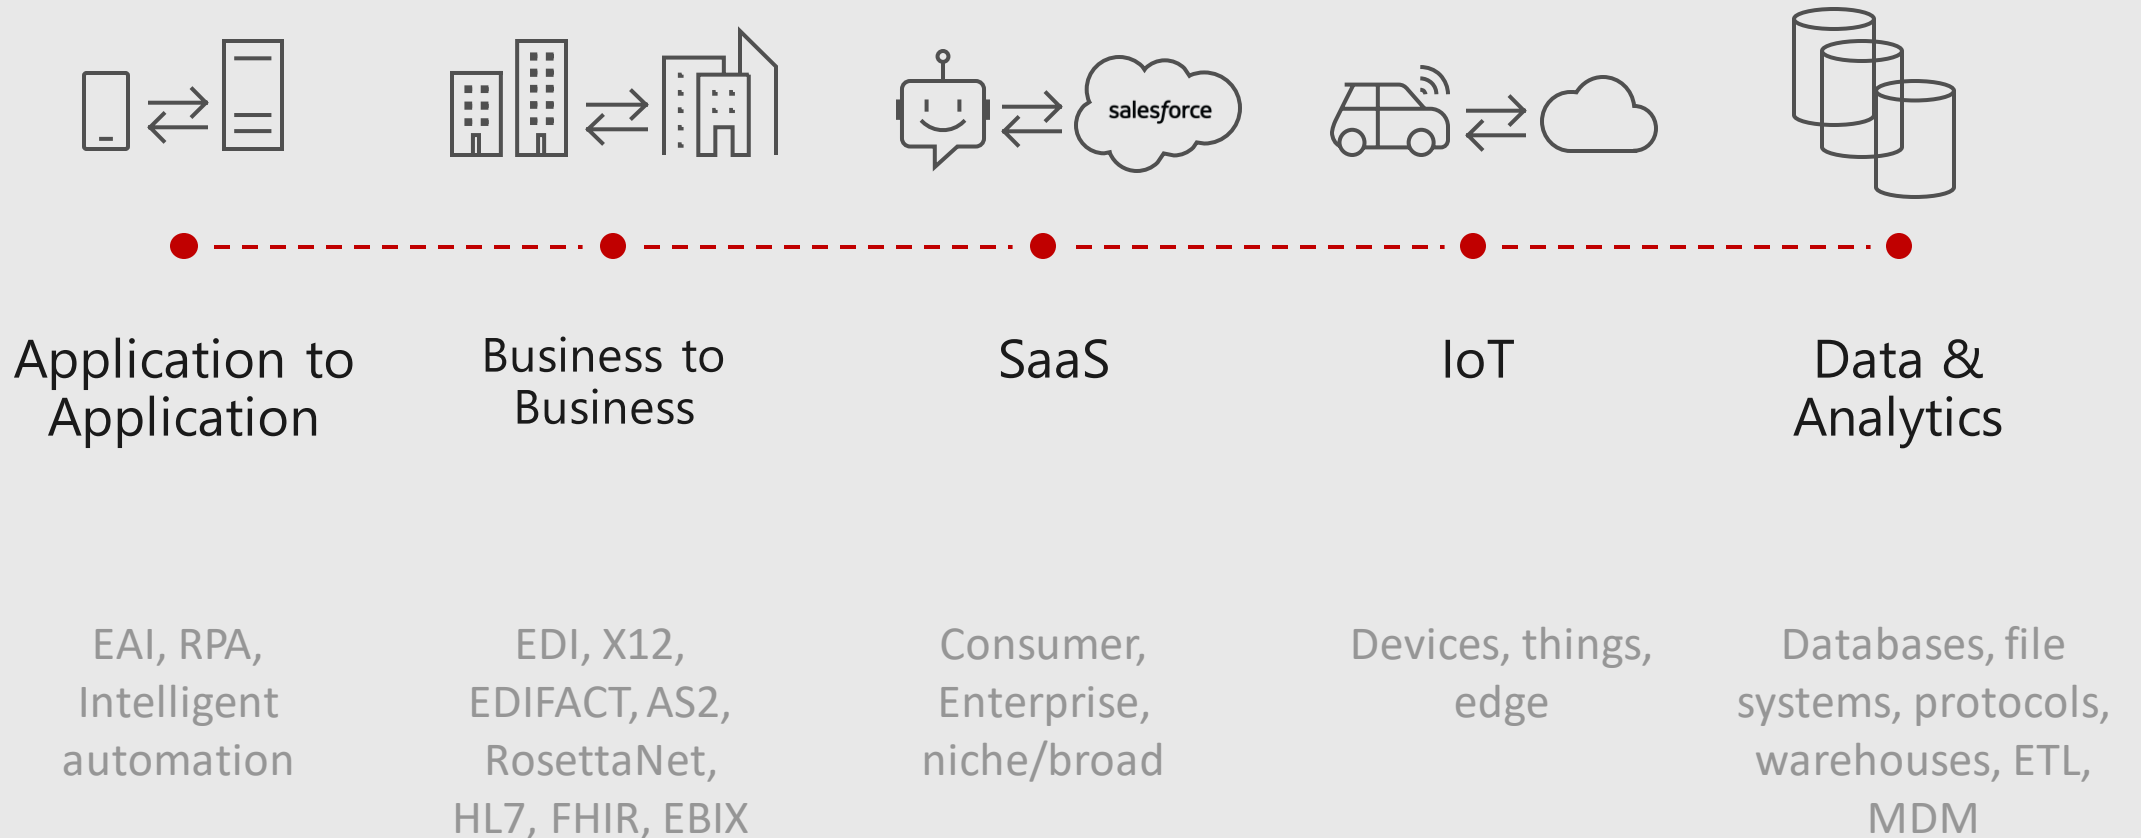 salesforce
Application to
Application
Business to
Business
SaaS
IoT
Data &
Analytics
EAI, RPA,
Intelligent
automation
EDI, X12,
EDIFACT, AS2,
RosettaNet,
HL7, FHIR, EBIX
Consumer,
Enterprise,
niche/broad
Devices, things,
edge
Databases, file
systems, protocols,
warehouses, ETL,
MDM